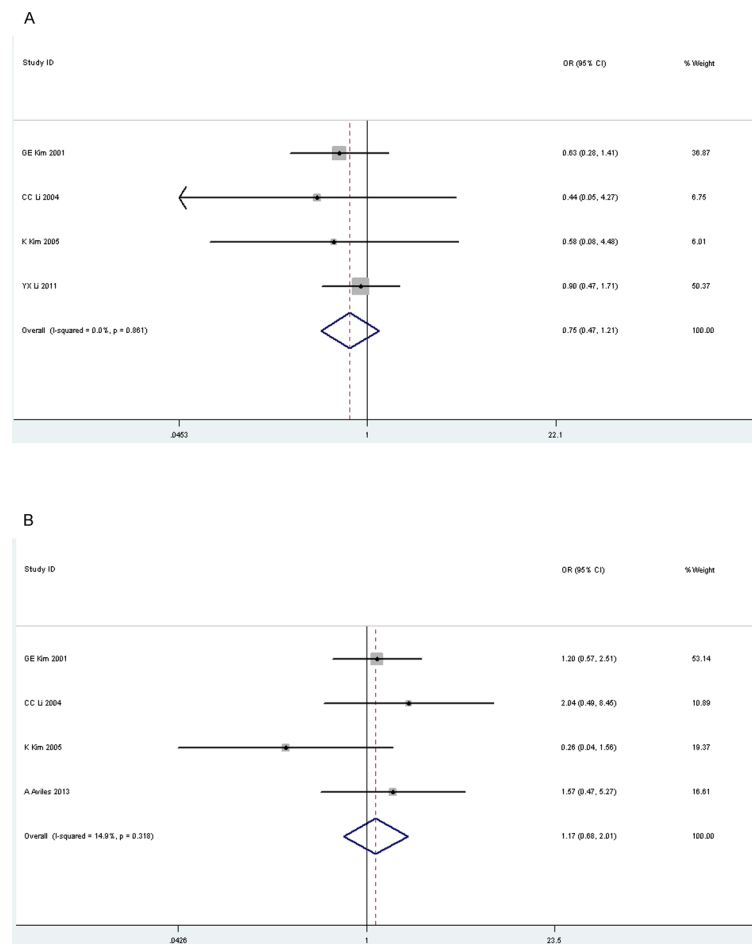 A
Study ID OR (95% CI) % Weight
GE Kim 2001 0.63 (0.28, 1.41) 36.87
CC Li 2004 0.44 (0.05, 4.27) 6.75
K Kim 2005 0.58 (0.08, 4.48) 6.01
YX Li 2011 0.90 (0.47, 1.71) 50.37
Overall (I-squared = 0.0%, p = 0.861) 0.75 (0.47, 1.21) 100.00
.0453 1 22.1
B
Study ID OR (95% CI) % Weight
GE Kim 2001 1.20 (0.57, 2.51) 53.14
CC Li 2004 2.04 (0.49, 8.45) 10.89
K Kim 2005 0.26 (0.04, 1.56) 19.37
A Aviles 2013 1.57 (0.47, 5.27) 16.61
Overall (I-squared = 14.9%, p = 0.318) 1.17 (0.68, 2.01) 100.00
.0426 1 23.5